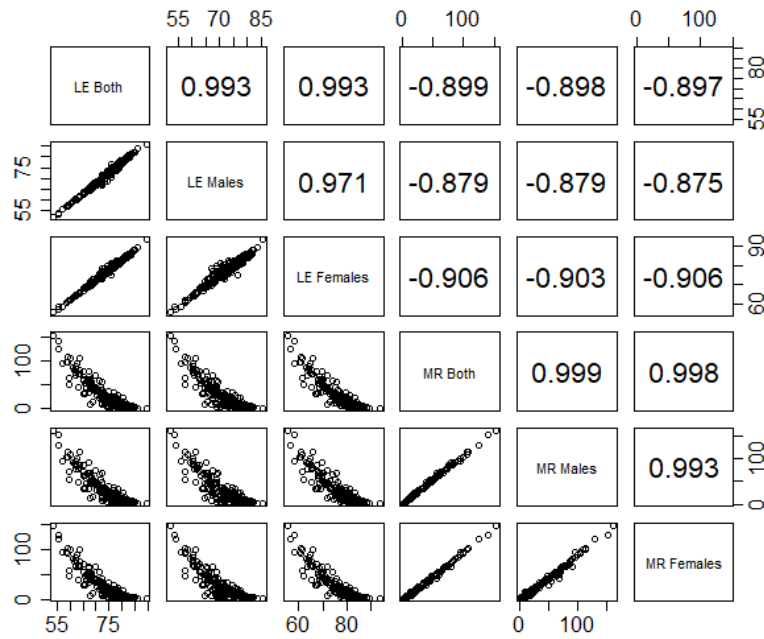 55 70 85 0 100 0 100
LE Both 0.993 0.993 -0.899 -0.898 -0.897 55 80
55 75 LE Males 0.971 -0.879 -0.879 -0.875
LE Females -0.906 -0.903 -0.906 60 90
0 100 MR Both 0.999 0.998
MR Males 0.993 0 100
0 100 MR Females
55 75 60 80 0 100